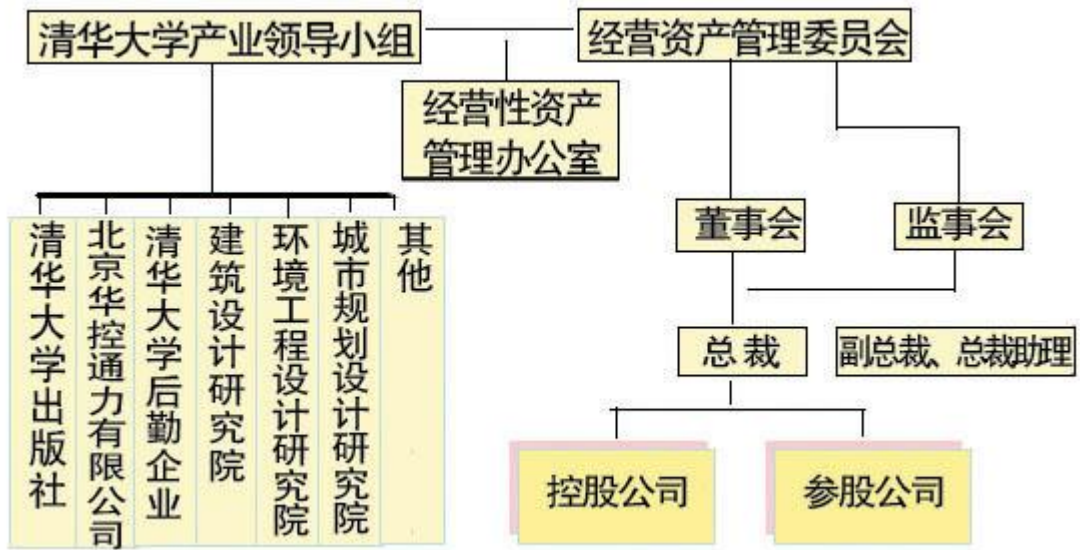 清华大学产业领导小组
经营资产管理委员会
经营性资产
管理办公室
董事会
监事会
总裁
副总裁、总裁助理
控股公司
参股公司
清华大学出版社
北京华控通力有限公司
清华大学后勤企业
建筑设计研究院
环境工程设计研究院
城市规划设计研究院
其他